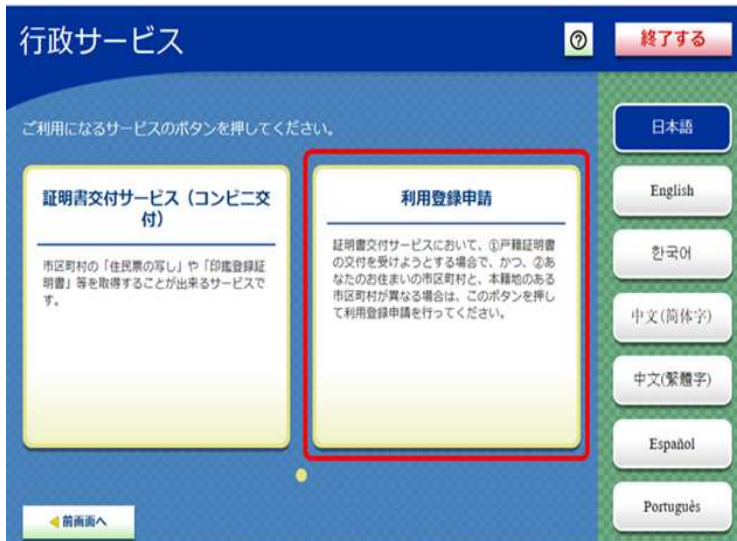 行政サービス
?
終了する
ご利用になるサービスのボタンを押してください。
証明書交付サービス（コンビニ交
付）
市区町村の「住民票の写し」や「印鑑登録証
明書」等を取得することが出来るサービスで
す。
利用登録申請
証明書交付サービスにおいて、①戸籍証明書
の交付を受けようとする場合で、かつ、②あ
なたのお住まいの市区町村と、本籍地のある
市区町村が異なる場合は、このボタンを押し
て利用登録申請を行ってください。
日本語
English
한국어
中文(简体字)
中文(繁體字)
Español
Português
前画面へ